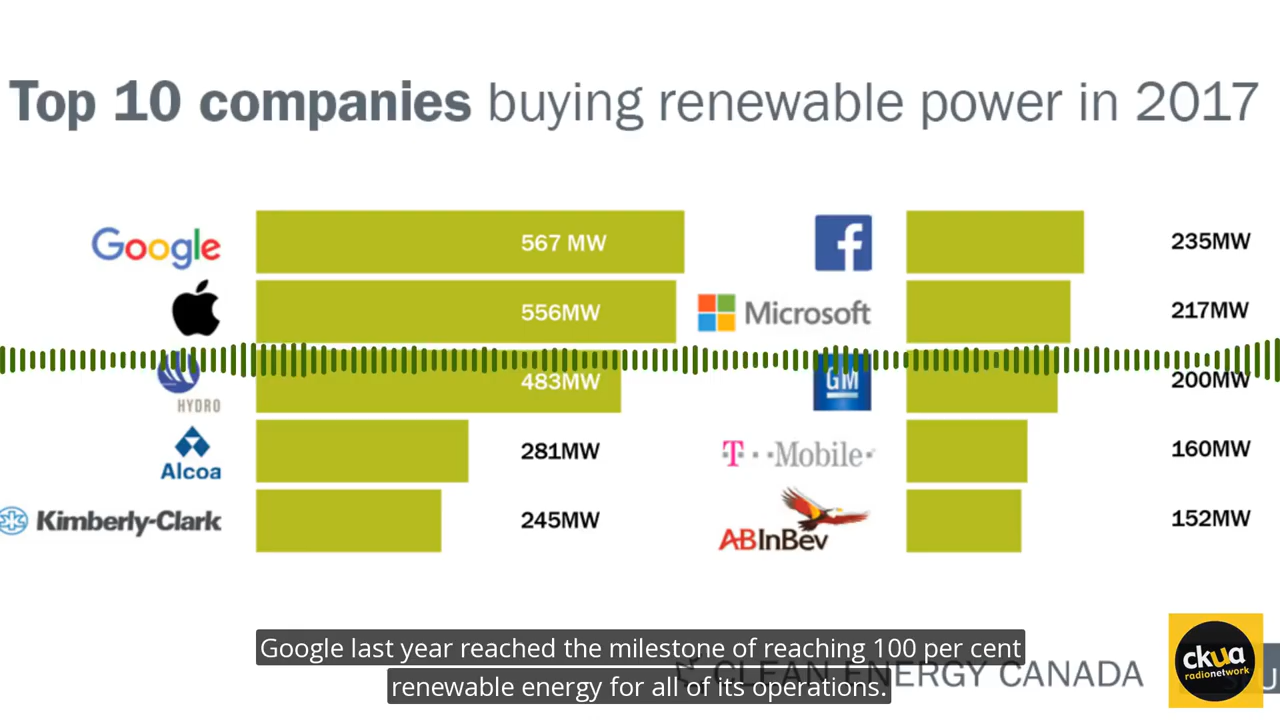 Top 10 companies buying renewable power in 2017
Google 567 MW
556MW
HYDRO 483MW
Alcoa 281MW
Kimberly-Clark 245MW
f 235MW
Microsoft 217MW
GM 200MW
T··Mobile· 160MW
ABInBev 152MW
Google last year reached the milestone of reaching 100 per cent
renewable energy for all of its operations.
CLEAN ENERGY CANADA
ckua
radionetwork